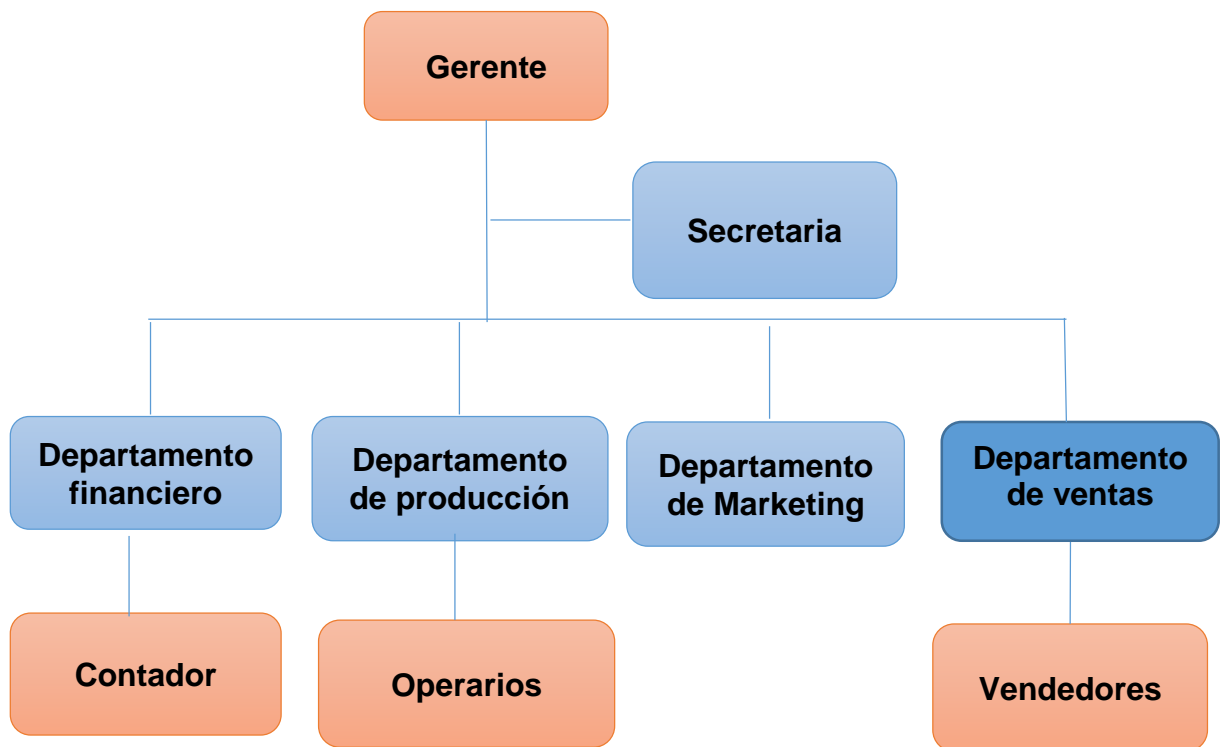 Gerente
Secretaria
Departamento
financiero
Departamento
de producción
Departamento
de Marketing
Departamento
de ventas
Contador
Operarios
Vendedores